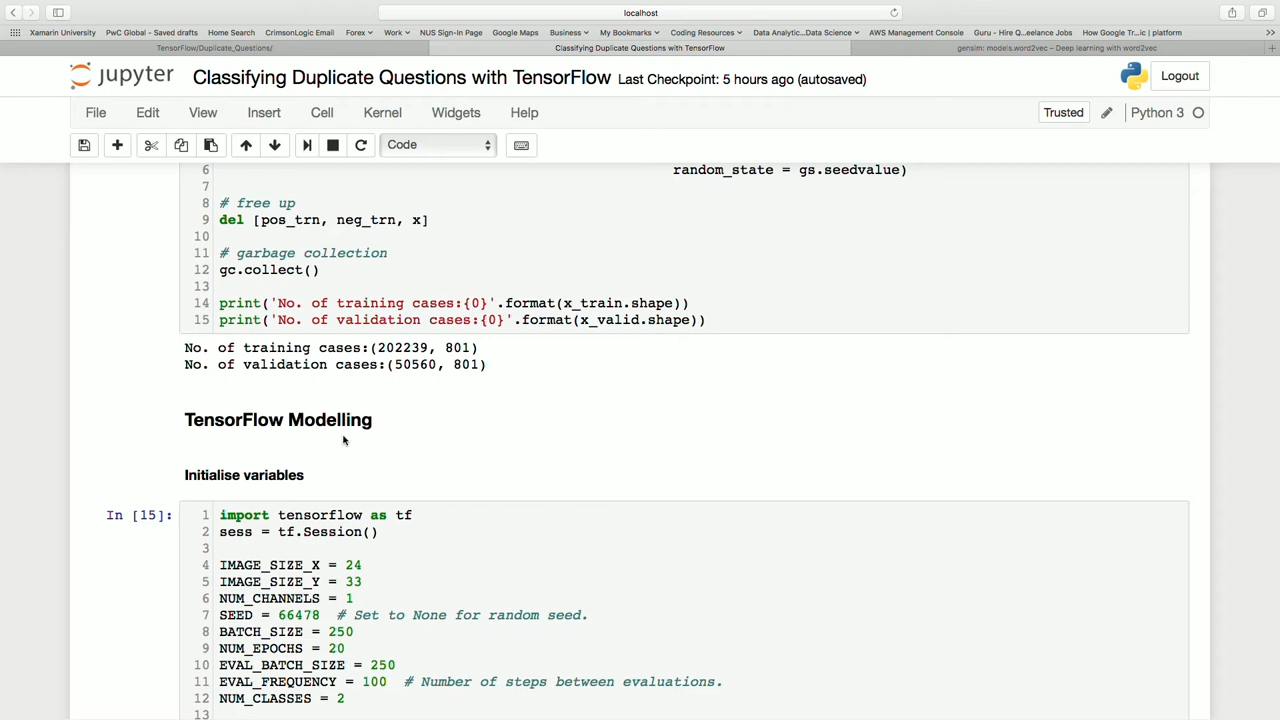 localhost
Xamarin University PwC Global - Saved drafts Home Search CrimsonLogic Email Forex Work NUS Sign-In Page Google Maps Business My Bookmarks Coding Resources Data Analytic...Data Science AWS Management Console Guru - Hire Q...eelance Jobs How Google Tr...ic | platform >>
TensorFlow/Duplicate_Questions/ Classifying Duplicate Questions with TensorFlow gensim: models.word2vec – Deep learning with word2vec +
jupyter Classifying Duplicate Questions with TensorFlow Last Checkpoint: 5 hours ago (autosaved) Logout
File Edit View Insert Cell Kernel Widgets Help Trusted Python 3
Code
6 random_state = gs.seedvalue)
7
8 # free up
9 del [pos_trn, neg_trn, x]
10
11 # garbage collection
12 gc.collect()
13
14 print('No. of training cases:{0}'.format(x_train.shape))
15 print('No. of validation cases:{0}'.format(x_valid.shape))
No. of training cases:(202239, 801)
No. of validation cases:(50560, 801)
TensorFlow Modelling
Initialise variables
In [15]: 1 import tensorflow as tf
2 sess = tf.Session()
3
4 IMAGE_SIZE_X = 24
5 IMAGE_SIZE_Y = 33
6 NUM_CHANNELS = 1
7 SEED = 66478 # Set to None for random seed.
8 BATCH_SIZE = 250
9 NUM_EPOCHS = 20
10 EVAL_BATCH_SIZE = 250
11 EVAL_FREQUENCY = 100 # Number of steps between evaluations.
12 NUM_CLASSES = 2
13